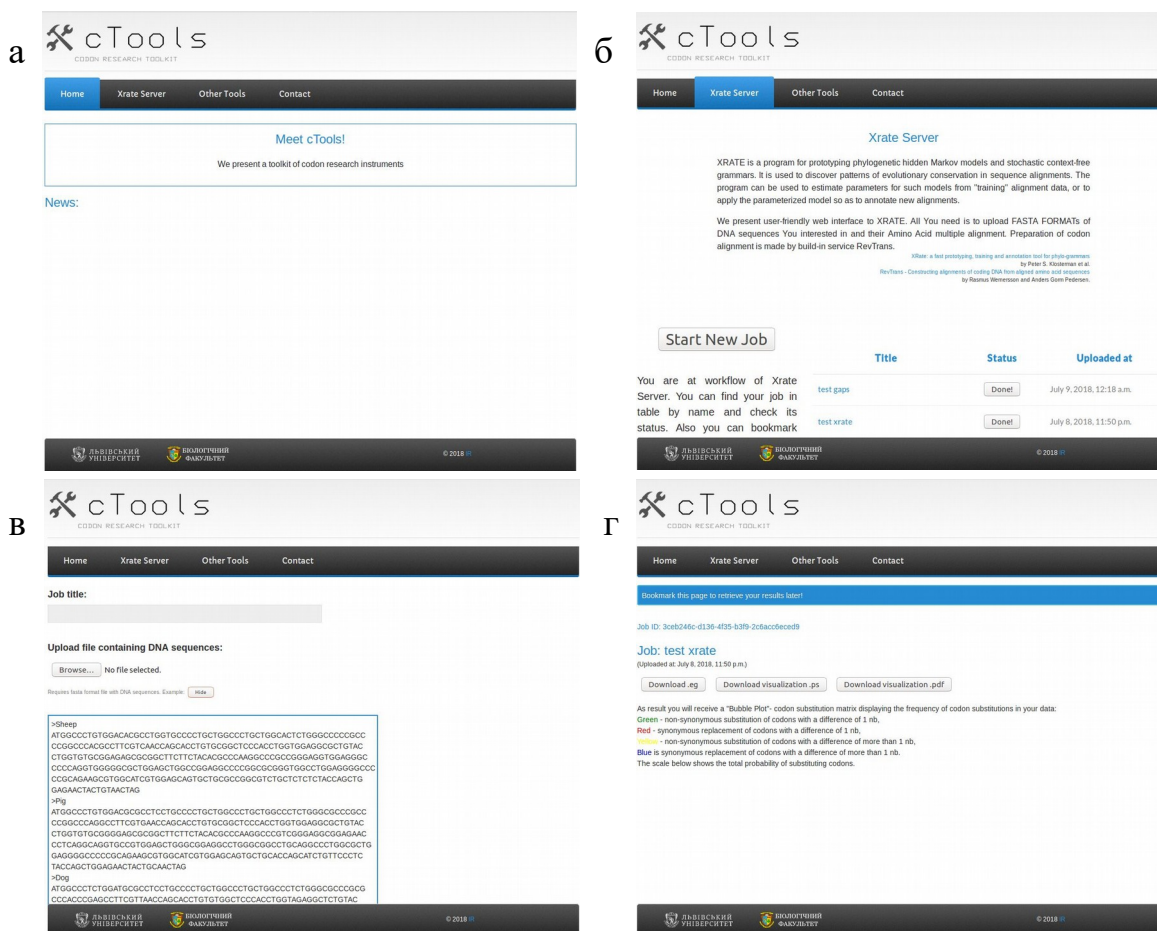 а
cTools
CODON RESEARCH TOOLKIT
Home Xrate Server Other Tools Contact
Meet cTools!
We present a toolkit of codon research instruments
News:
ЛЬВІВСЬКИЙ УНІВЕРСИТЕТ
БІОЛОГІЧНИЙ ФАКУЛЬТЕТ
© 2018 IR
б
cTools
CODON RESEARCH TOOLKIT
Home Xrate Server Other Tools Contact
Xrate Server
XRATE is a program for prototyping phylogenetic hidden Markov models and stochastic context-free
grammars. It is used to discover patterns of evolutionary conservation in sequence alignments. The
program can be used to estimate parameters for such models from "training" alignment data, or to
apply the parameterized model so as to annotate new alignments.
We present user-friendly web interface to XRATE. All You need is to upload FASTA FORMATs of
DNA sequences You interested in and their Amino Acid multiple alignment. Preparation of codon
alignment is made by build-in service RevTrans.
XRate: a fast prototyping, training and annotation tool for phylo-grammars
by Peter S. Klosterman et al.
RevTrans - Constructing alignments of coding DNA from aligned amino acid sequences
by Rasmus Wernersson and Anders Gorm Pedersen.
Start New Job
Title Status Uploaded at
You are at workflow of Xrate
Server. You can find your job in
table by name and check its
status. Also you can bookmark
test gaps Done! July 9, 2018, 12:18 a.m.
test xrate Done! July 8, 2018, 11:50 p.m.
ЛЬВІВСЬКИЙ УНІВЕРСИТЕТ
БІОЛОГІЧНИЙ ФАКУЛЬТЕТ
© 2018 IR
в
cTools
CODON RESEARCH TOOLKIT
Home Xrate Server Other Tools Contact
Job title:
Upload file containing DNA sequences:
Browse... No file selected.
Requires fasta format file with DNA sequences. Example: Hide
>Sheep
ATGGCCCTGTGGACACGCCTGGTGCCCCTGCTGGCCCTGCTGGCACTCTGGGCCCCCGCC
CCGGCCCACGCCTTCGTCAACCAGCACCTGTGCGGCTCCCACCTGGTGGAGGCGCTGTAC
CTGGTGTGCGGAGAGCGCGGCTTCTTCTACACGCCCAAGGCCCGCCGGGAGGTGGAGGGC
CCCCAGGTGGGGGCGCTGGAGCTGGCCGGAGGCCCCGGCGCGGGTGGCCTGGAGGGGCCC
CCGCAGAAGCGTGGCATCGTGGAGCAGTGCTGCGCCGGCGTCTGCTCTCTCTACCAGCTG
GAGAACTACTGTAACTAG
>Pig
ATGGCCCTGTGGACGCGCCTCCTGCCCCTGCTGGCCCTGCTGGCCCTCTGGGCGCCCGCC
CCGGCCCAGGCCTTCGTGAACCAGCACCTGTGCGGCTCCCACCTGGTGGAGGCGCTGTAC
CTGGTGTGCGGGGAGCGCGGCTTCTTCTACACGCCCAAGGCCCGTCGGGAGGCGGAGAAC
CCTCAGGCAGGTGCCGTGGAGCTGGGCGGAGGCCTGGGCGGCCTGCAGGCCCTGGCGCTG
GAGGGGCCCCCGCAGAAGCGTGGCATCGTGGAGCAGTGCTGCACCAGCATCTGTTCCCTC
TACCAGCTGGAGAACTACTGCAACTAG
>Dog
ATGGCCCTCTGGATGCGCCTCCTGCCCCTGCTGGCCCTGCTGGCCCTCTGGGCGCCCGCG
CCCACCCGAGCCTTCGTTAACCAGCACCTGTGTGGCTCCCACCTGGTAGAGGCTCTGTAC
ЛЬВІВСЬКИЙ УНІВЕРСИТЕТ
БІОЛОГІЧНИЙ ФАКУЛЬТЕТ
© 2018 IR
г
cTools
CODON RESEARCH TOOLKIT
Home Xrate Server Other Tools Contact
Bookmark this page to retrieve your results later!
Job ID: 3ceb246c-d136-4f35-b3f9-2c6acc6eced9
Job: test xrate
(Uploaded at: July 8, 2018, 11:50 p.m.)
Download .eg Download visualization .ps Download visualization .pdf
As result you will receive a "Bubble Plot"- codon substitution matrix displaying the frequency of codon substitutions in your data:
Green - non-synonymous substitution of codons with a difference of 1 nb,
Red - synonymous replacement of codons with a difference of 1 nb,
Yellow - non-synonymous substitution of codons with a difference of more than 1 nb,
Blue is synonymous replacement of codons with a difference of more than 1 nb.
The scale below shows the total probability of substituting codons.
ЛЬВІВСЬКИЙ УНІВЕРСИТЕТ
БІОЛОГІЧНИЙ ФАКУЛЬТЕТ
© 2018 IR